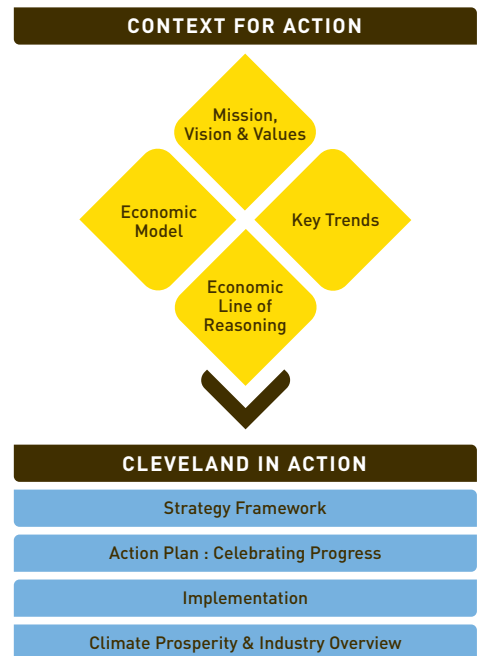 CONTEXT FOR ACTION
Mission,
Vision & Values
Economic
Model
Key Trends
Economic
Line of
Reasoning
CLEVELAND IN ACTION
Strategy Framework
Action Plan : Celebrating Progress
Implementation
Climate Prosperity & Industry Overview